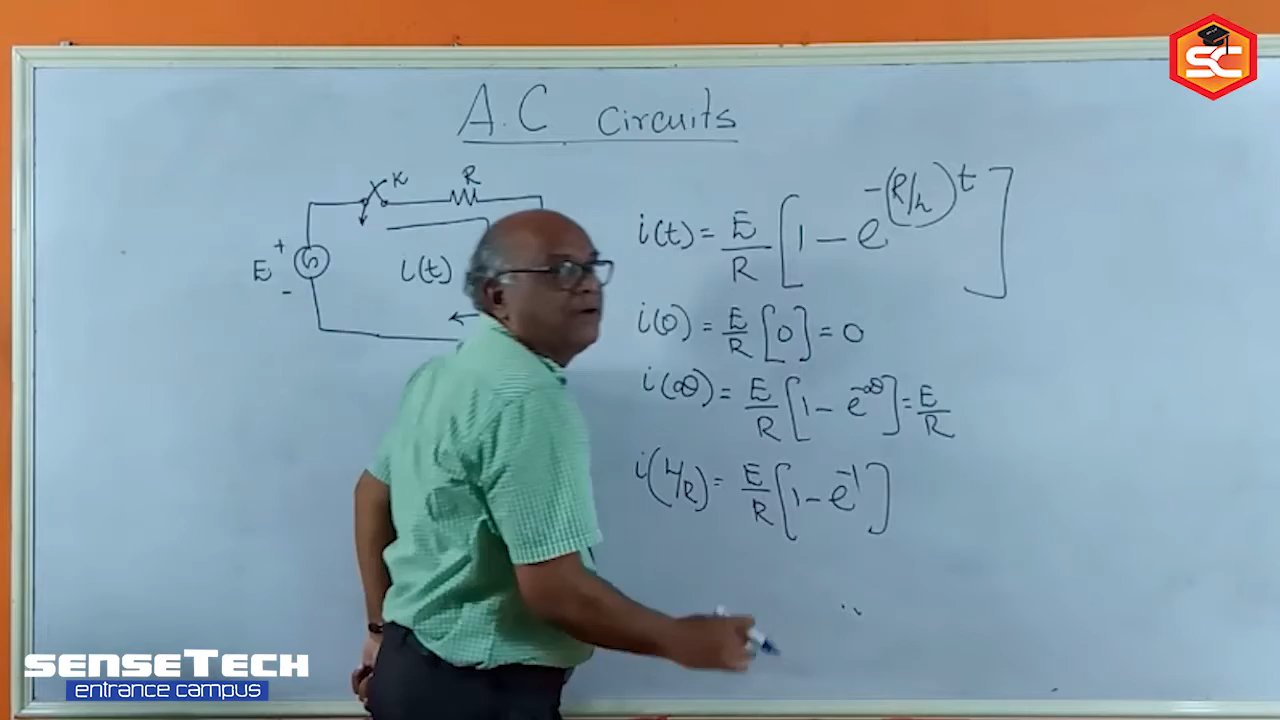 SC
A.C Circuits
K
R
E
+
-
i(t)
i(t) = E/R [1 - e^-(R/L)t]
i(0) = E/R [0] = 0
i(∞) = E/R [1 - e^-∞] = E/R
i(L/R) = E/R [1 - e^-1]
SENSETECH
entrance campus